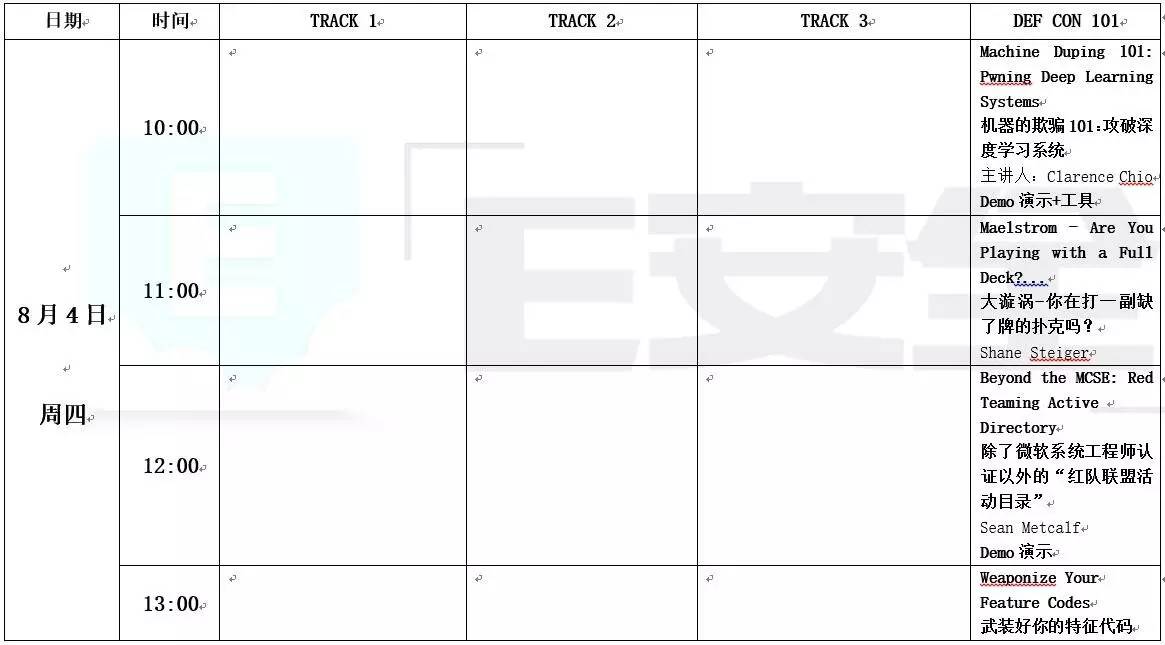 日期 时间 TRACK 1 TRACK 2 TRACK 3 DEF CON 101
8月4日
周四
10:00
Machine Duping 101:
Pwning Deep Learning
Systems
机器的欺骗101:攻破深
度学习系统
主讲人: Clarence Chio
Demo 演示+工具
11:00
Maelstrom - Are You
Playing with a Full
Deck?...
大漩涡-你在打一副缺
了牌的扑克吗?
Shane Steiger
12:00
Beyond the MCSE: Red
Teaming Active
Directory
除了微软系统工程师认
证以外的“红队联盟活
动目录”
Sean Metcalf
Demo 演示
13:00
Weaponize Your
Feature Codes
武装好你的特征代码
E安全